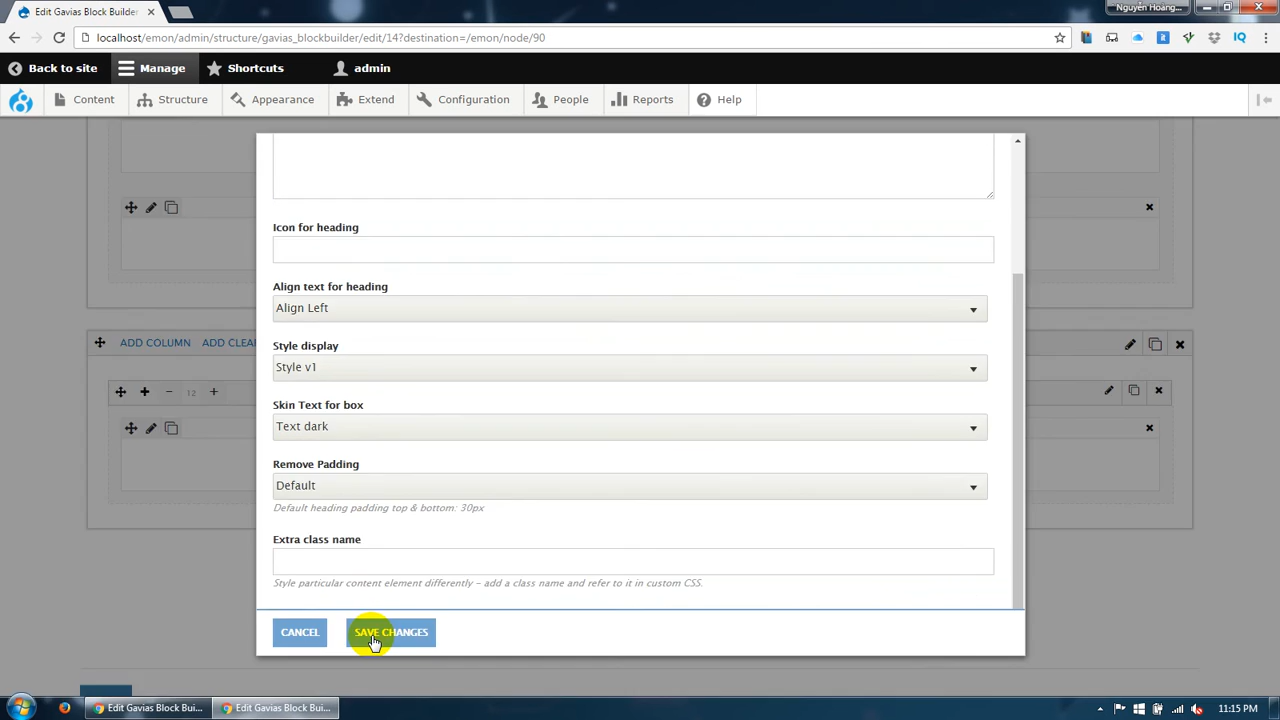 Edit Gavias Block Builder
Nguyen Hoang...
localhost/emon/admin/structure/gavias_blockbuilder/edit/14?destination=/emon/node/90
Back to site Manage Shortcuts admin
Content Structure Appearance Extend Configuration People Reports Help
Icon for heading
Align text for heading
Align Left
ADD COLUMN ADD CLEA
Style display
Style v1
12
Skin Text for box
Text dark
Remove Padding
Default
Default heading padding top & bottom: 30px
Extra class name
Style particular content element differently - add a class name and refer to it in custom CSS.
CANCEL SAVE CHANGES
Edit Gavias Block Bui... Edit Gavias Block Bui... 11:15 PM